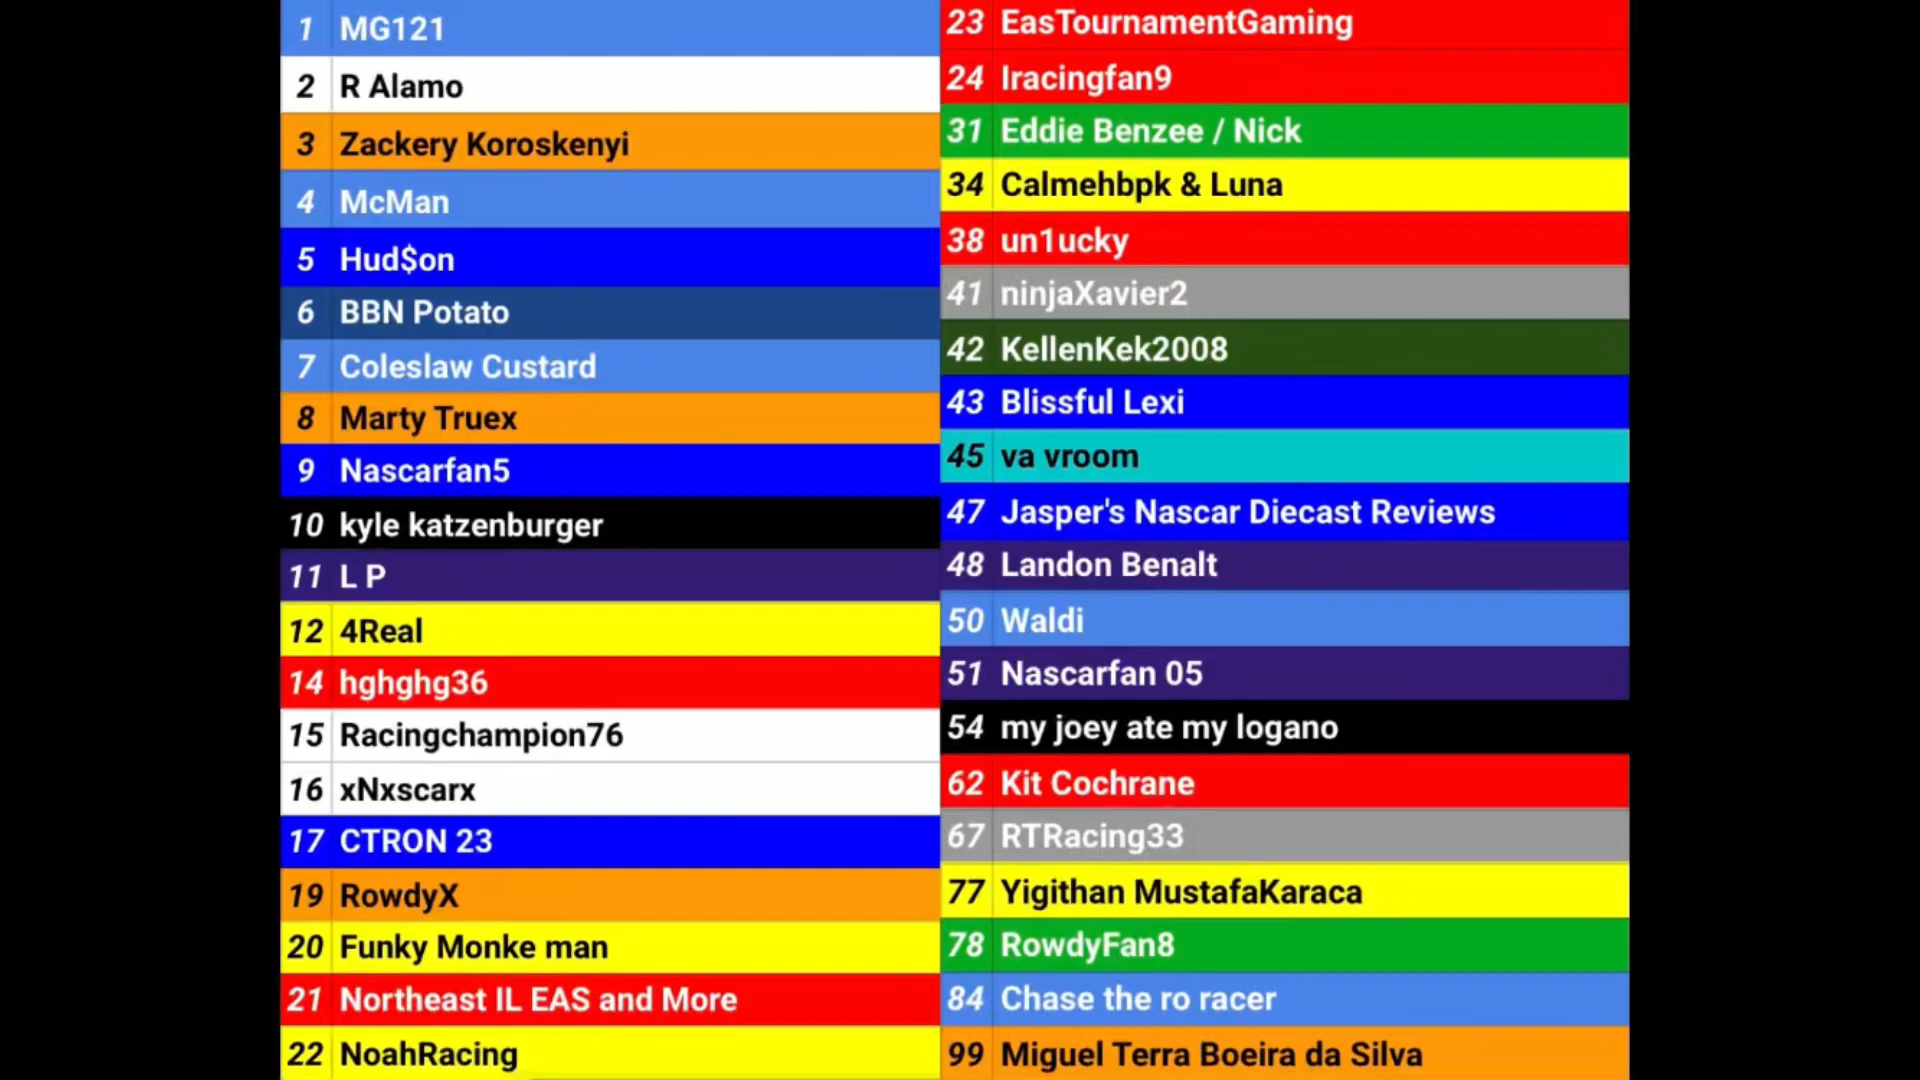 1 MG121
2 R Alamo
3 Zackery Koroskenyi
4 McMan
5 Hud$on
6 BBN Potato
7 Coleslaw Custard
8 Marty Truex
9 Nascarfan5
10 kyle katzenburger
11 L P
12 4Real
14 hghghg36
15 Racingchampion76
16 xNxscarx
17 CTRON 23
19 RowdyX
20 Funky Monke man
21 Northeast IL EAS and More
22 NoahRacing
23 EasTournamentGaming
24 Iracingfan9
31 Eddie Benzee / Nick
34 Calmehbpk & Luna
38 un1ucky
41 ninjaXavier2
42 KellenKek2008
43 Blissful Lexi
45 va vroom
47 Jasper's Nascar Diecast Reviews
48 Landon Benalt
50 Waldi
51 Nascarfan 05
54 my joey ate my logano
62 Kit Cochrane
67 RTRacing33
77 Yigithan MustafaKaraca
78 RowdyFan8
84 Chase the ro racer
99 Miguel Terra Boeira da Silva